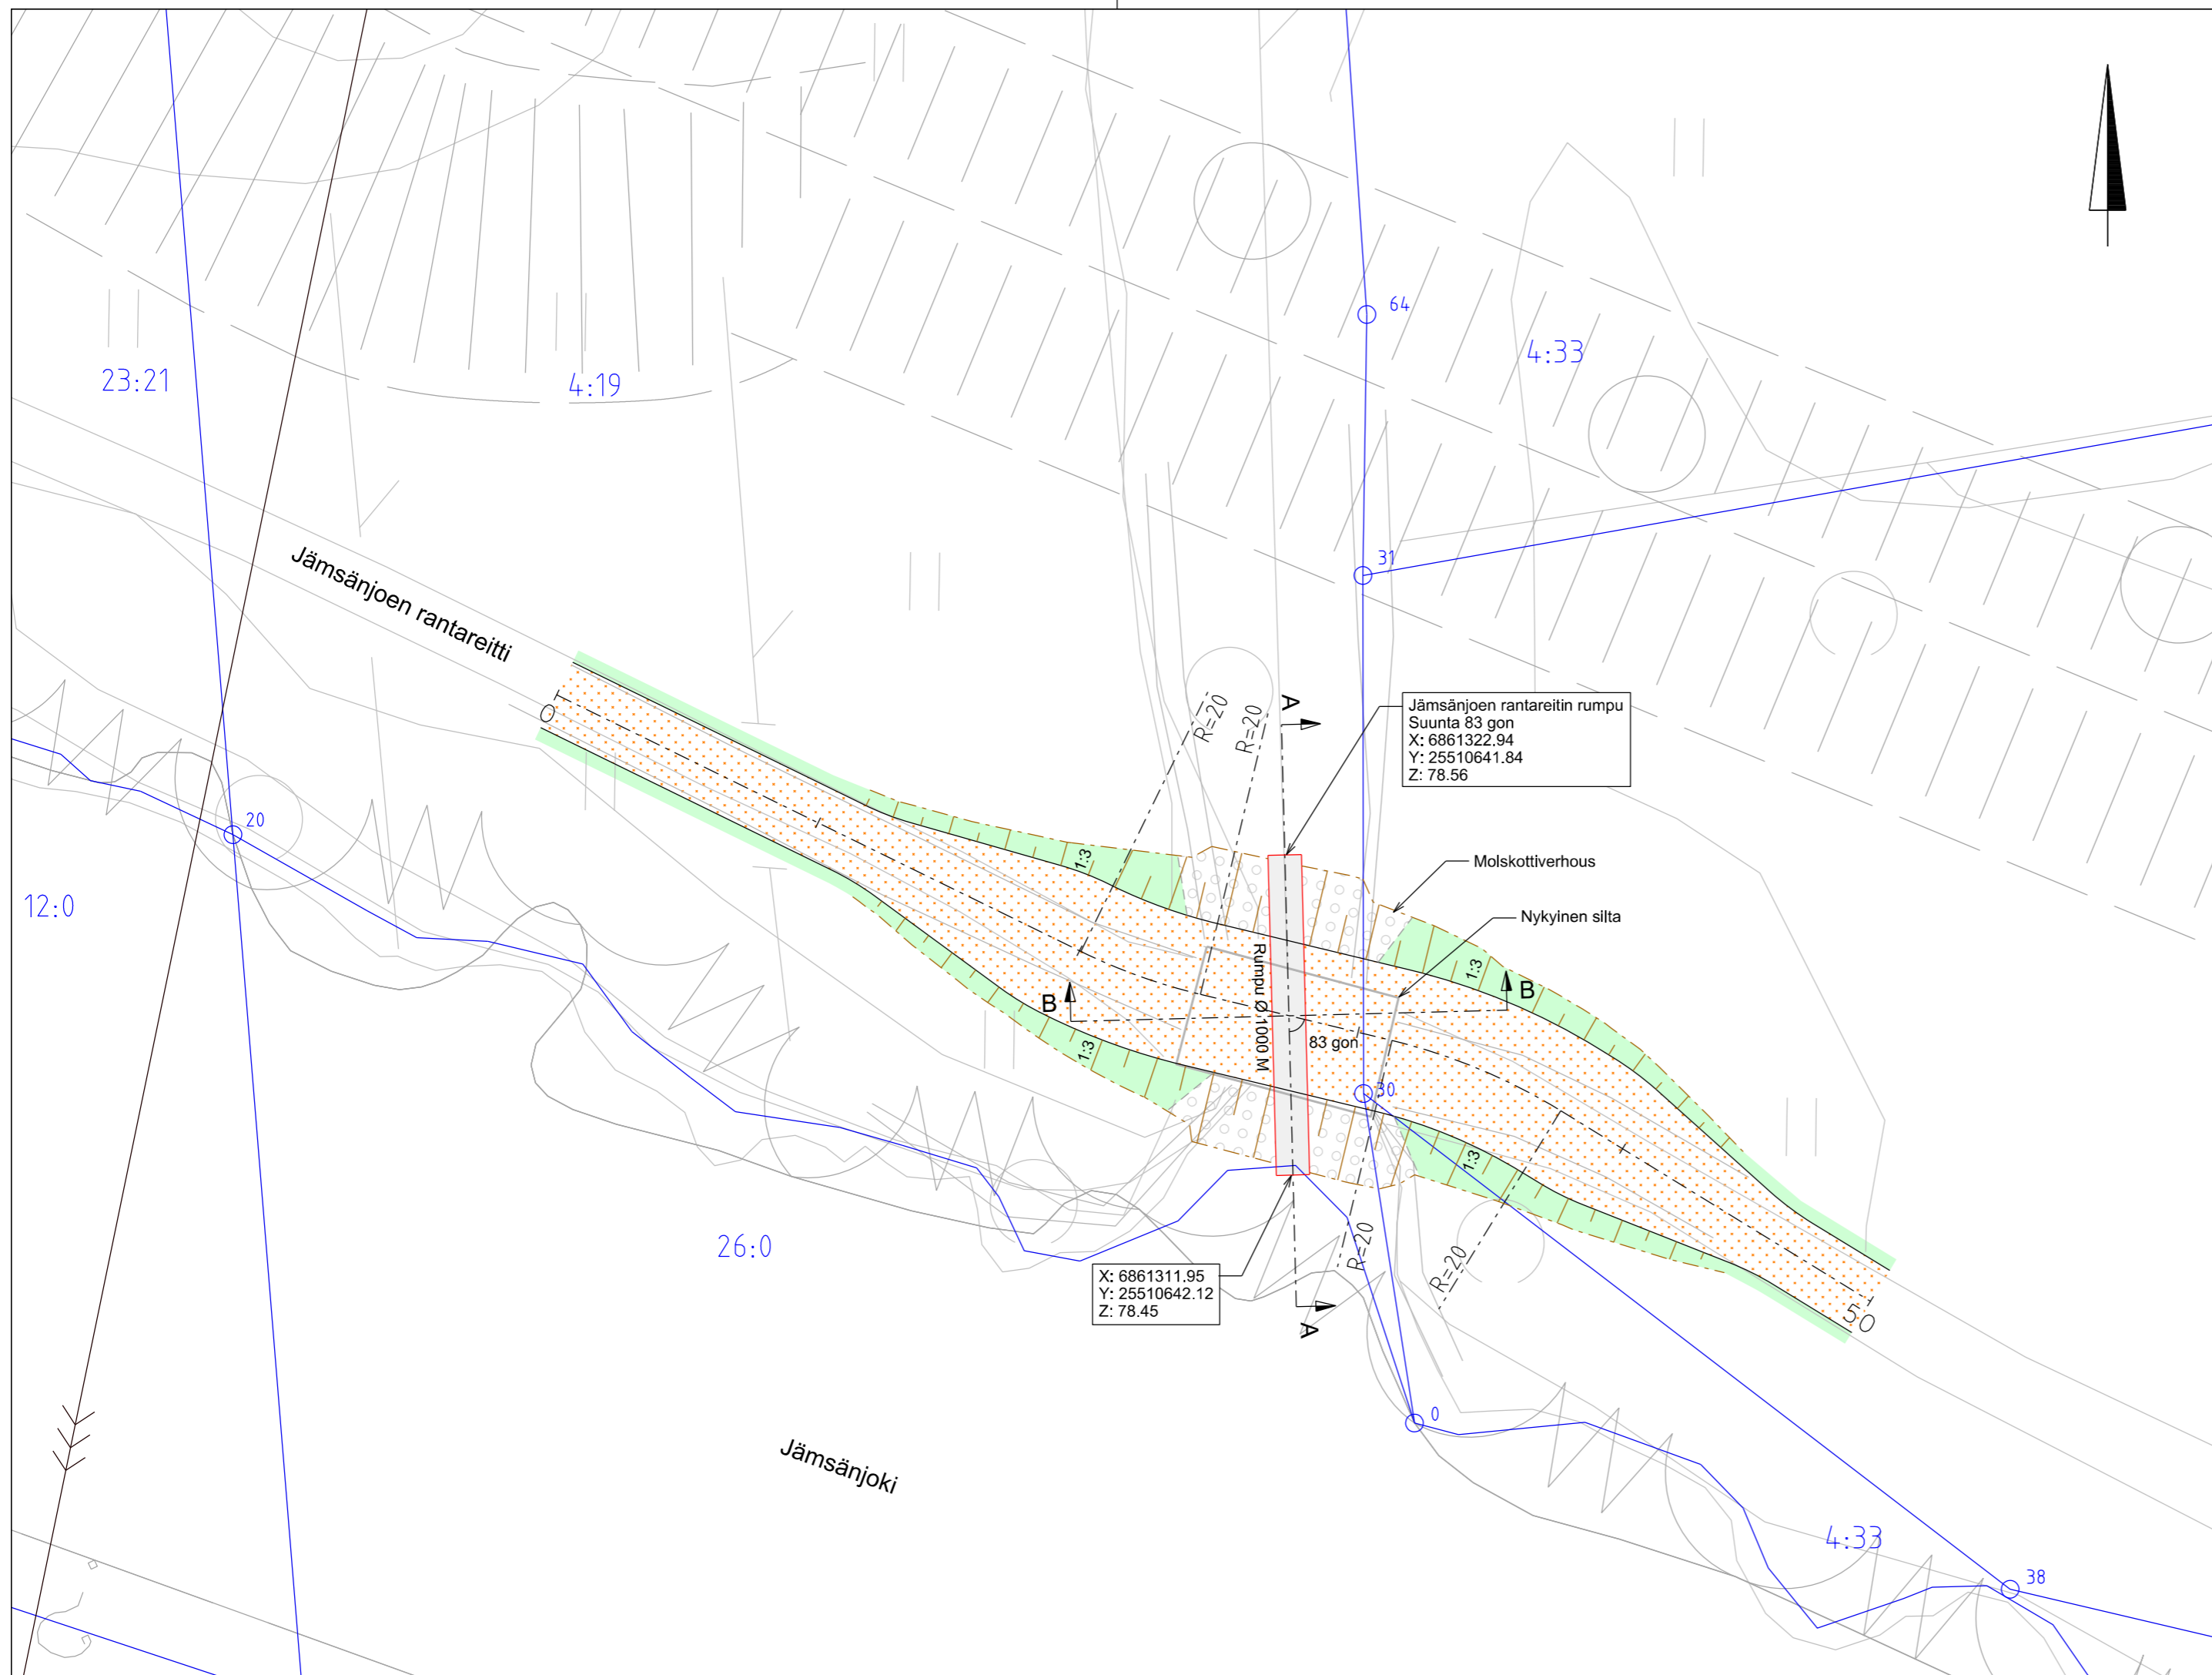 64
4:33
23:21
4:19
31
Jämsänjoen rantareitti
0
R=20
R=20
A
Jämsänjoen rantareitin rumpu
Suunta 83 gon
X: 6861322.94
Y: 25510641.84
Z: 78.56
20
1:3
Molskottiverhous
12:0
Nykyinen silta
Rumpu Ø 1000 M
1:3
B
B
83 gon
1:3
30
1:3
26:0
R=20
R=20
X: 6861311.95
Y: 25510642.12
Z: 78.45
A
50
0
Jämsänjoki
4:33
38